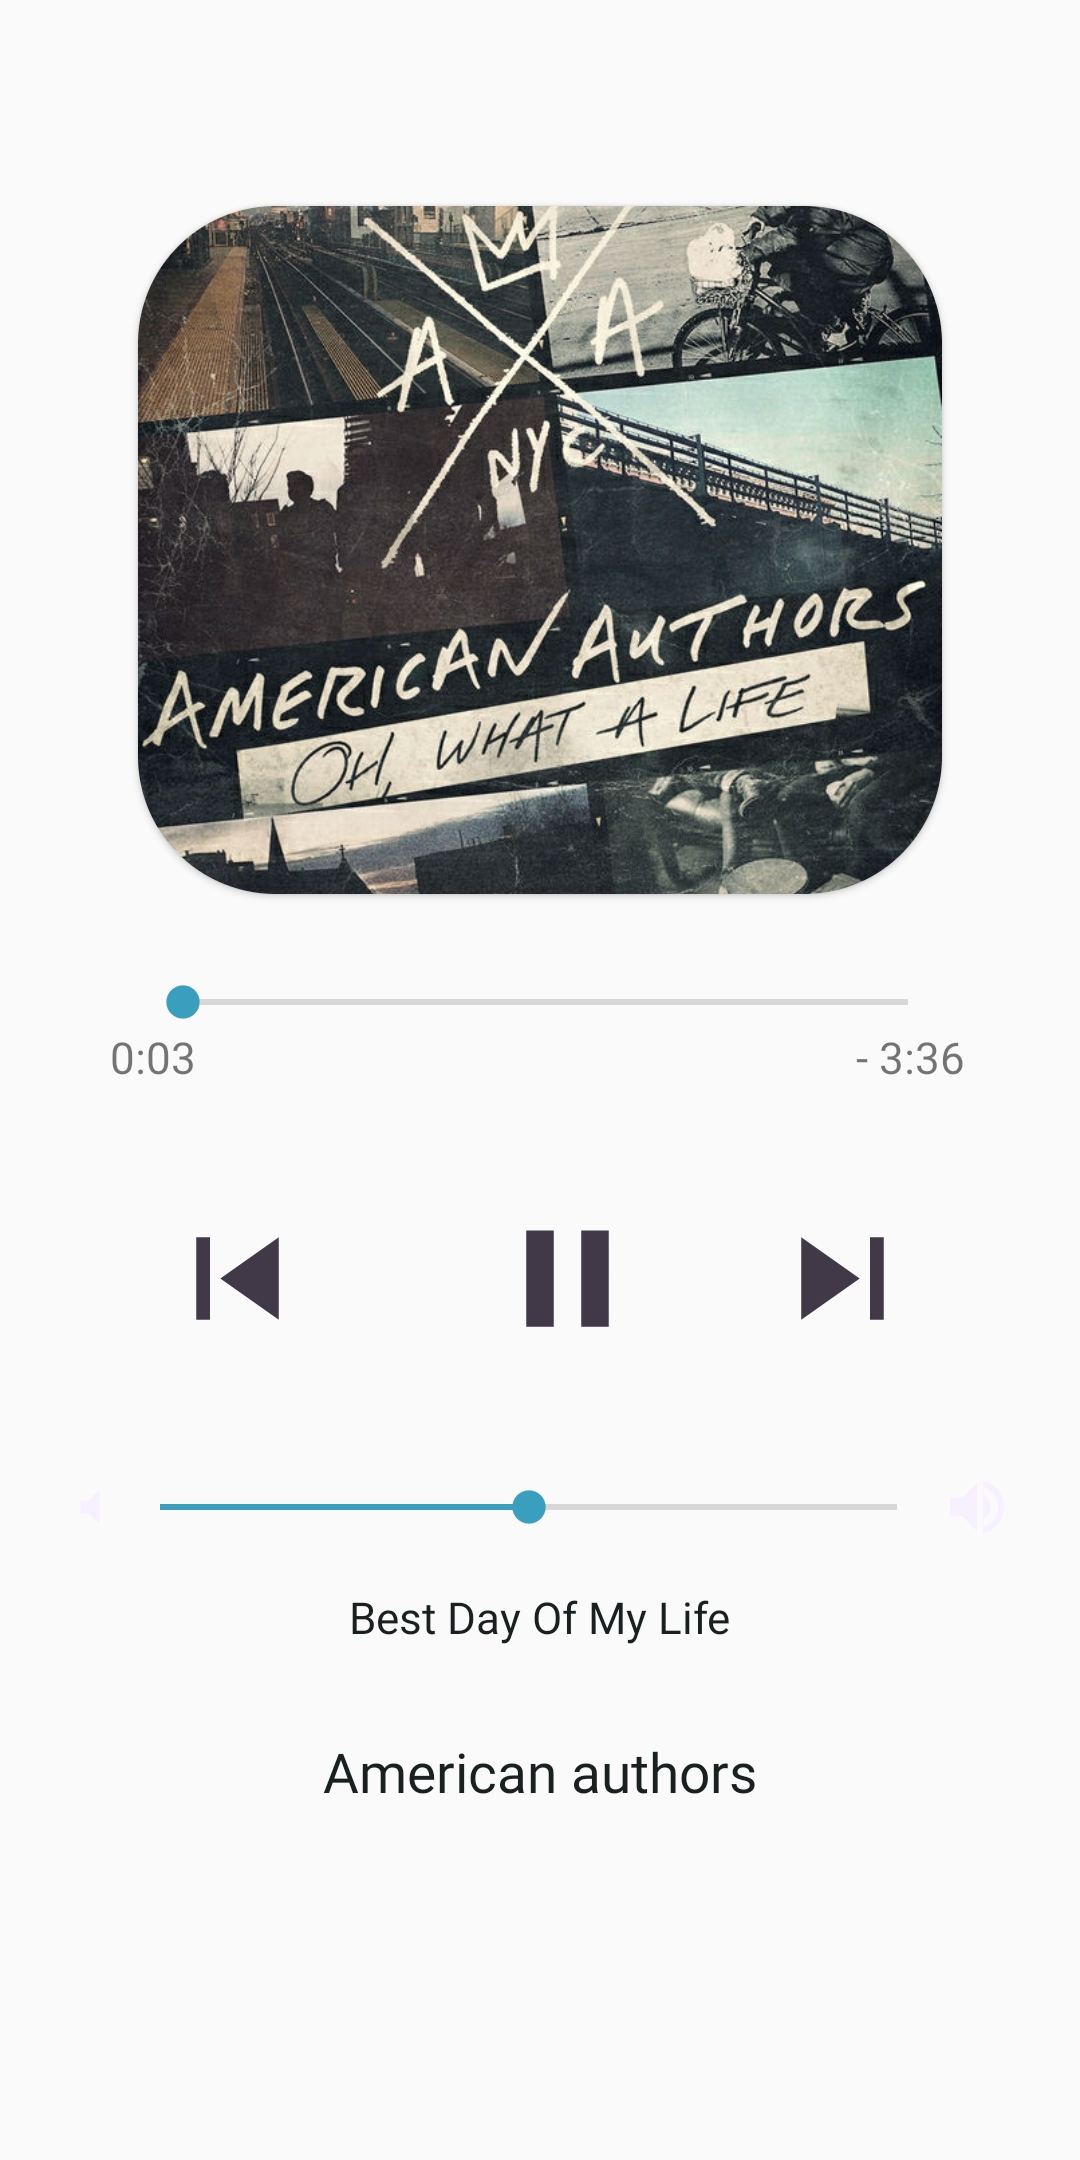 A A
NYC
AMERICAN AUTHORS
OH, WHAT A LIFE
0:03
- 3:36
Best Day Of My Life
American authors